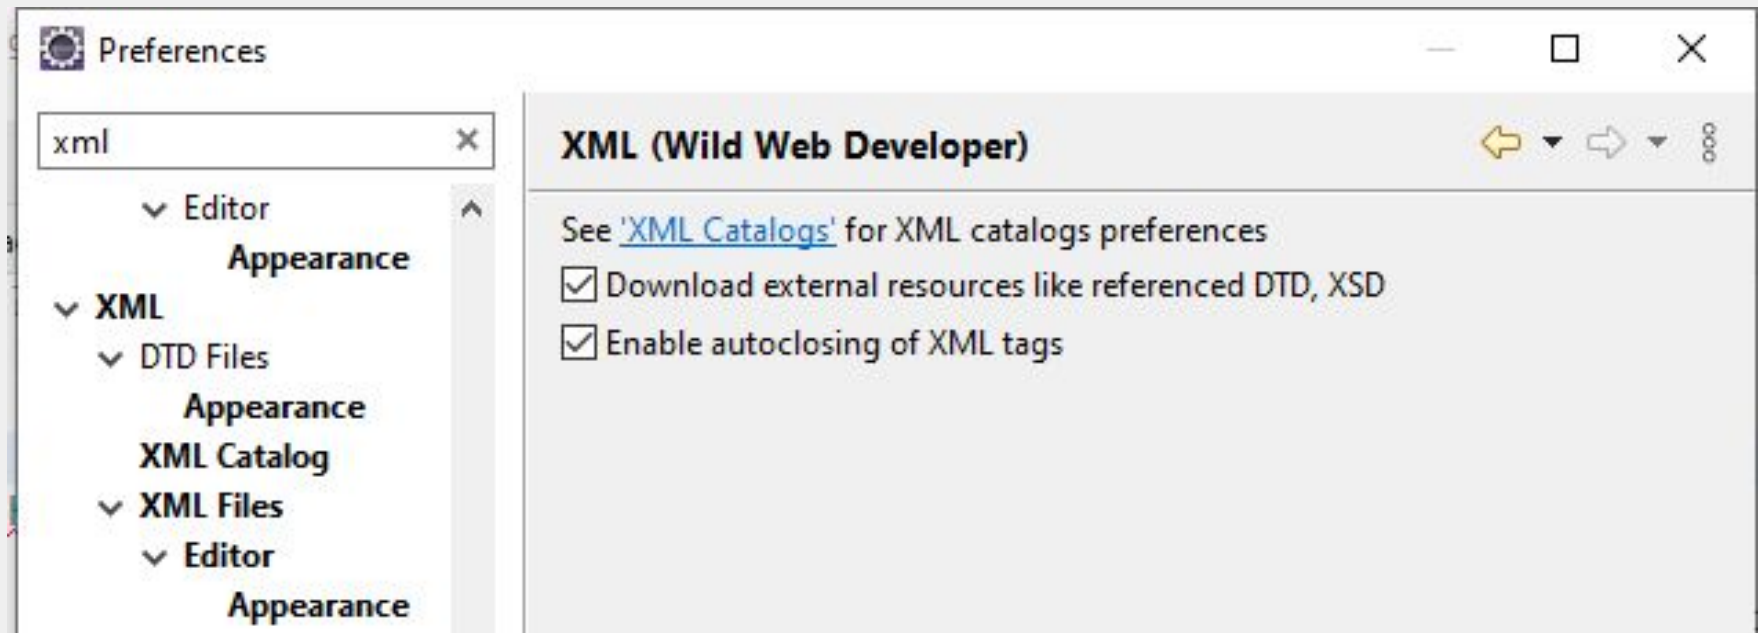 Preferences
xml
Editor
Appearance
XML
DTD Files
Appearance
XML Catalog
XML Files
Editor
Appearance
XML (Wild Web Developer)
See 'XML Catalogs' for XML catalogs preferences
Download external resources like referenced DTD, XSD
Enable autoclosing of XML tags